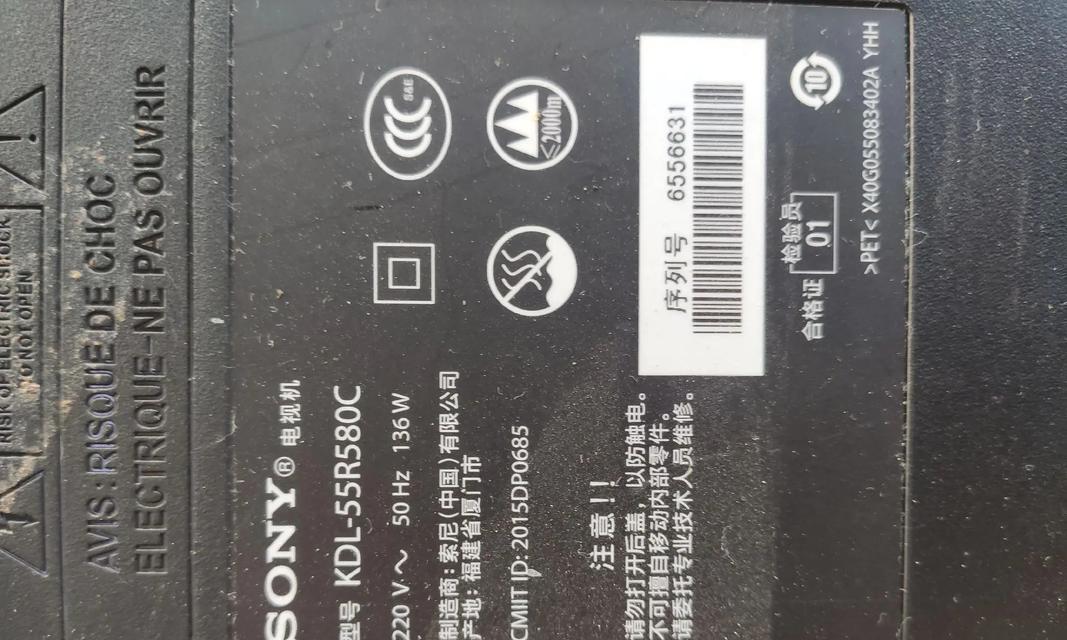 RISK OF ELECTRIC SHOCK
DO NOT OPEN
AVIS : RISQUE DE CHOC
ELECTRIQUE-NE PAS OUVRIR
SONY® 电视机
型号 KDL-55R580C
220 V ~ 50 Hz 136 W
制造商: 索尼(中国)有限公司
产地: 福建省厦门市
CMIIT ID: 2015DP0685
S&E
≤2000m
注意!!
请勿打开后盖，以防触电。
不可擅自移动内部零件。
请委托专业技术人员维修。
序列号 6556631
合格证 检验员 01
10
>PET< X40G055083402A YHH